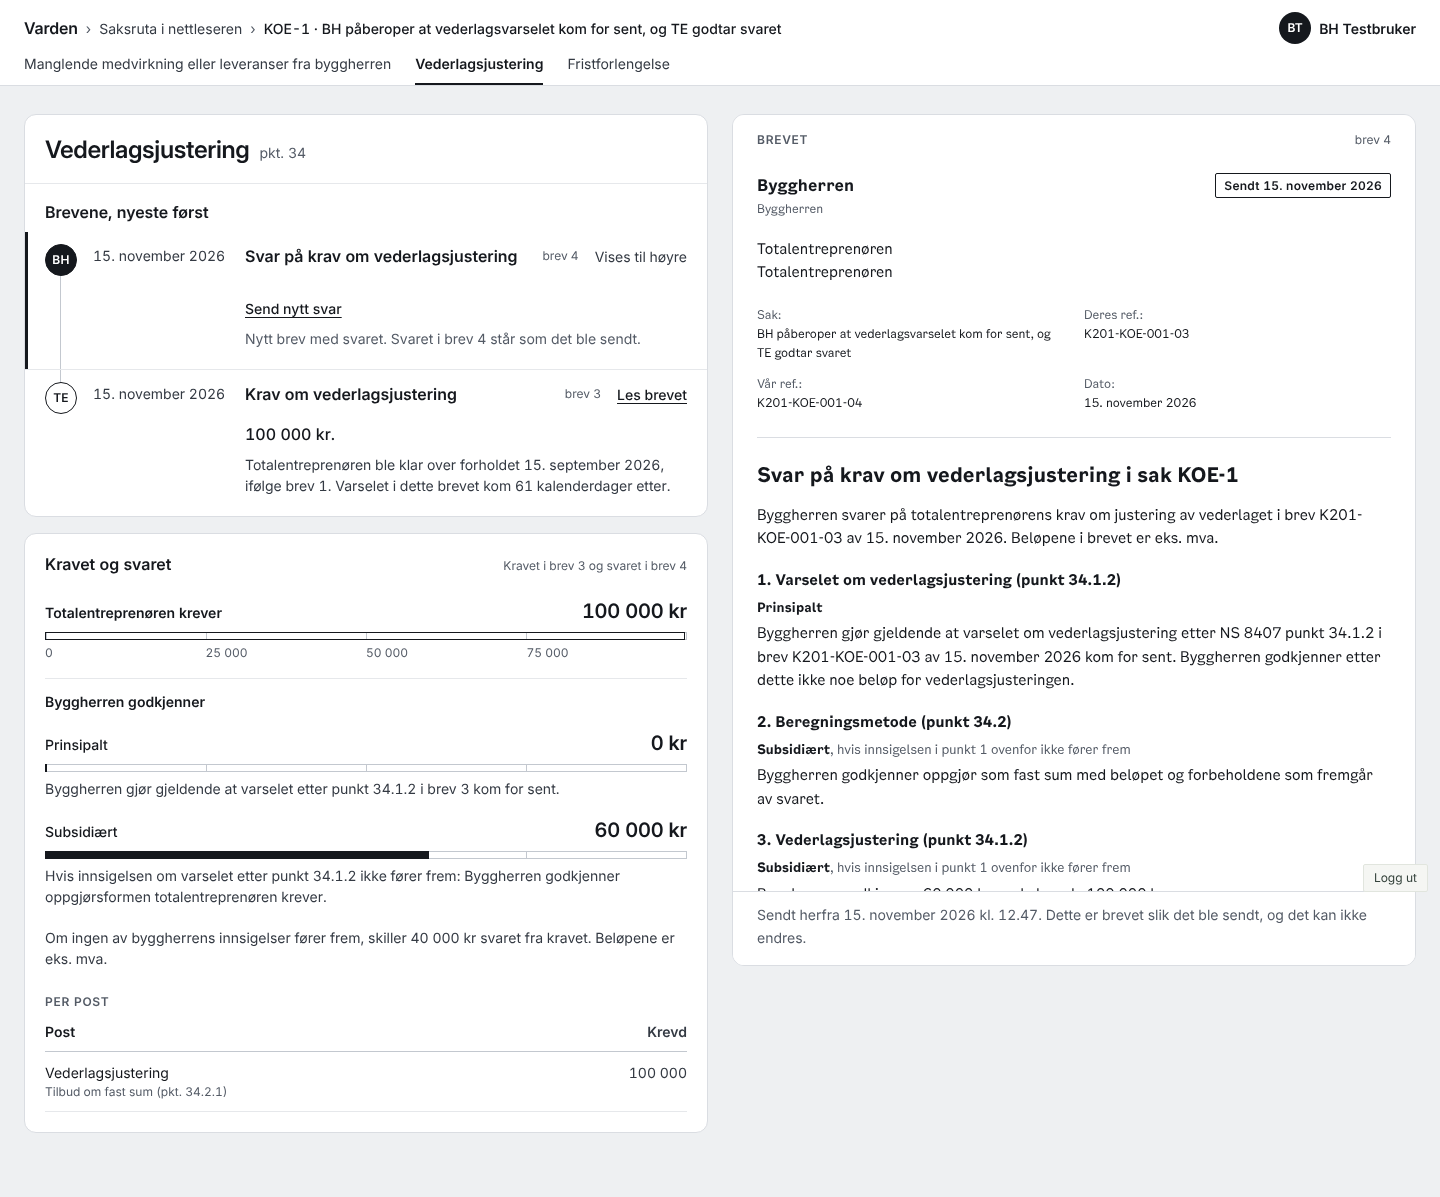 Varden › Saksruta i nettleseren › KOE-1 · BH påberoper at vederlagsvarselet kom for sent, og TE godtar svaret
BT BH Testbruker
Manglende medvirkning eller leveranser fra byggherren Vederlagsjustering Fristforlengelse
Vederlagsjustering pkt. 34
Brevene, nyeste først
BH 15. november 2026 Svar på krav om vederlagsjustering brev 4 Vises til høyre
Send nytt svar
Nytt brev med svaret. Svaret i brev 4 står som det ble sendt.
TE 15. november 2026 Krav om vederlagsjustering brev 3 Les brevet
100 000 kr.
Totalentreprenøren ble klar over forholdet 15. september 2026,
ifølge brev 1. Varselet i dette brevet kom 61 kalenderdager etter.
Kravet og svaret Kravet i brev 3 og svaret i brev 4
Totalentreprenøren krever 100 000 kr
0 25 000 50 000 75 000
Byggherren godkjenner
Prinsipalt 0 kr
Byggherren gjør gjeldende at varselet etter punkt 34.1.2 i brev 3 kom for sent.
Subsidiært 60 000 kr
Hvis innsigelsen om varselet etter punkt 34.1.2 ikke fører frem: Byggherren godkjenner
oppgjørsformen totalentreprenøren krever.
Om ingen av byggherrens innsigelser fører frem, skiller 40 000 kr svaret fra kravet. Beløpene er
eks. mva.
PER POST
Post Krevd
Vederlagsjustering 100 000
Tilbud om fast sum (pkt. 34.2.1)
BREVET brev 4
Byggherren Sendt 15. november 2026
Byggherren
Totalentreprenøren
Totalentreprenøren
Sak: Deres ref.:
BH påberoper at vederlagsvarselet kom for sent, og K201-KOE-001-03
TE godtar svaret
Vår ref.: Dato:
K201-KOE-001-04 15. november 2026
Svar på krav om vederlagsjustering i sak KOE-1
Byggherren svarer på totalentreprenørens krav om justering av vederlaget i brev K201-
KOE-001-03 av 15. november 2026. Beløpene i brevet er eks. mva.
1. Varselet om vederlagsjustering (punkt 34.1.2)
Prinsipalt
Byggherren gjør gjeldende at varselet om vederlagsjustering etter NS 8407 punkt 34.1.2 i
brev K201-KOE-001-03 av 15. november 2026 kom for sent. Byggherren godkjenner etter
dette ikke noe beløp for vederlagsjusteringen.
2. Beregningsmetode (punkt 34.2)
Subsidiært, hvis innsigelsen i punkt 1 ovenfor ikke fører frem
Byggherren godkjenner oppgjør som fast sum med beløpet og forbeholdene som fremgår
av svaret.
3. Vederlagsjustering (punkt 34.1.2)
Subsidiært, hvis innsigelsen i punkt 1 ovenfor ikke fører frem
Logg ut
Sendt herfra 15. november 2026 kl. 12.47. Dette er brevet slik det ble sendt, og det kan ikke
endres.